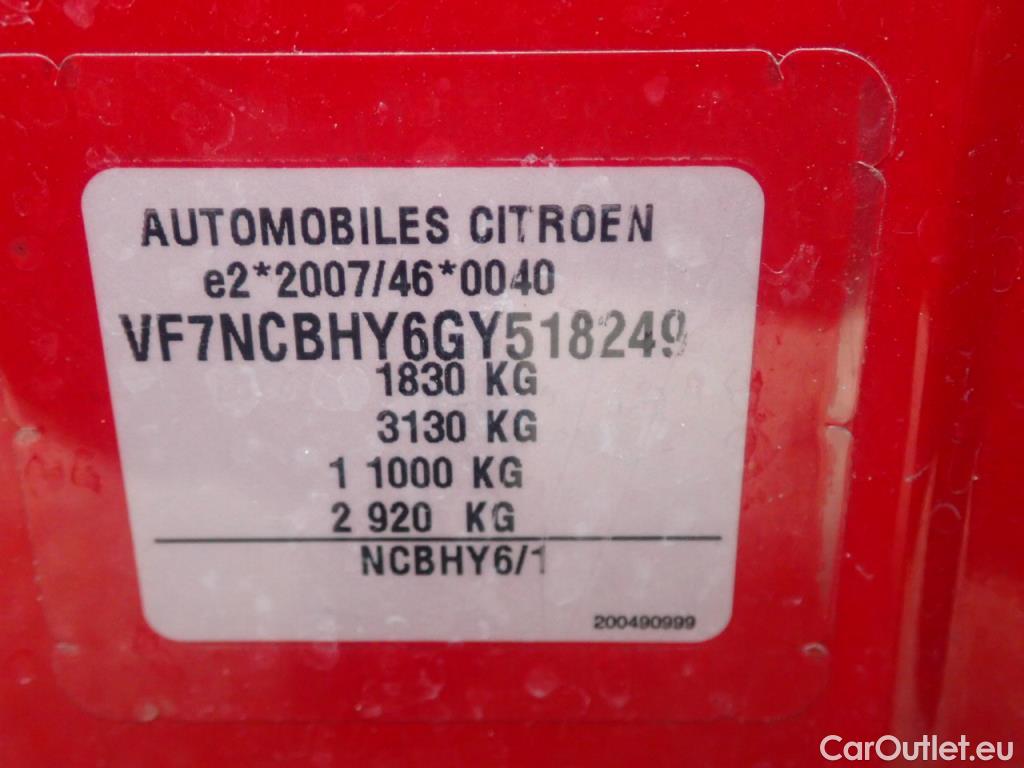 AUTOMOBILES CITROEN
e2*2007/46*0040
VF7NCBHY6GY518249
1830 KG
3130 KG
1 1000 KG
2 920 KG
NCBHY6/1
200490999
CarOutlet.eu